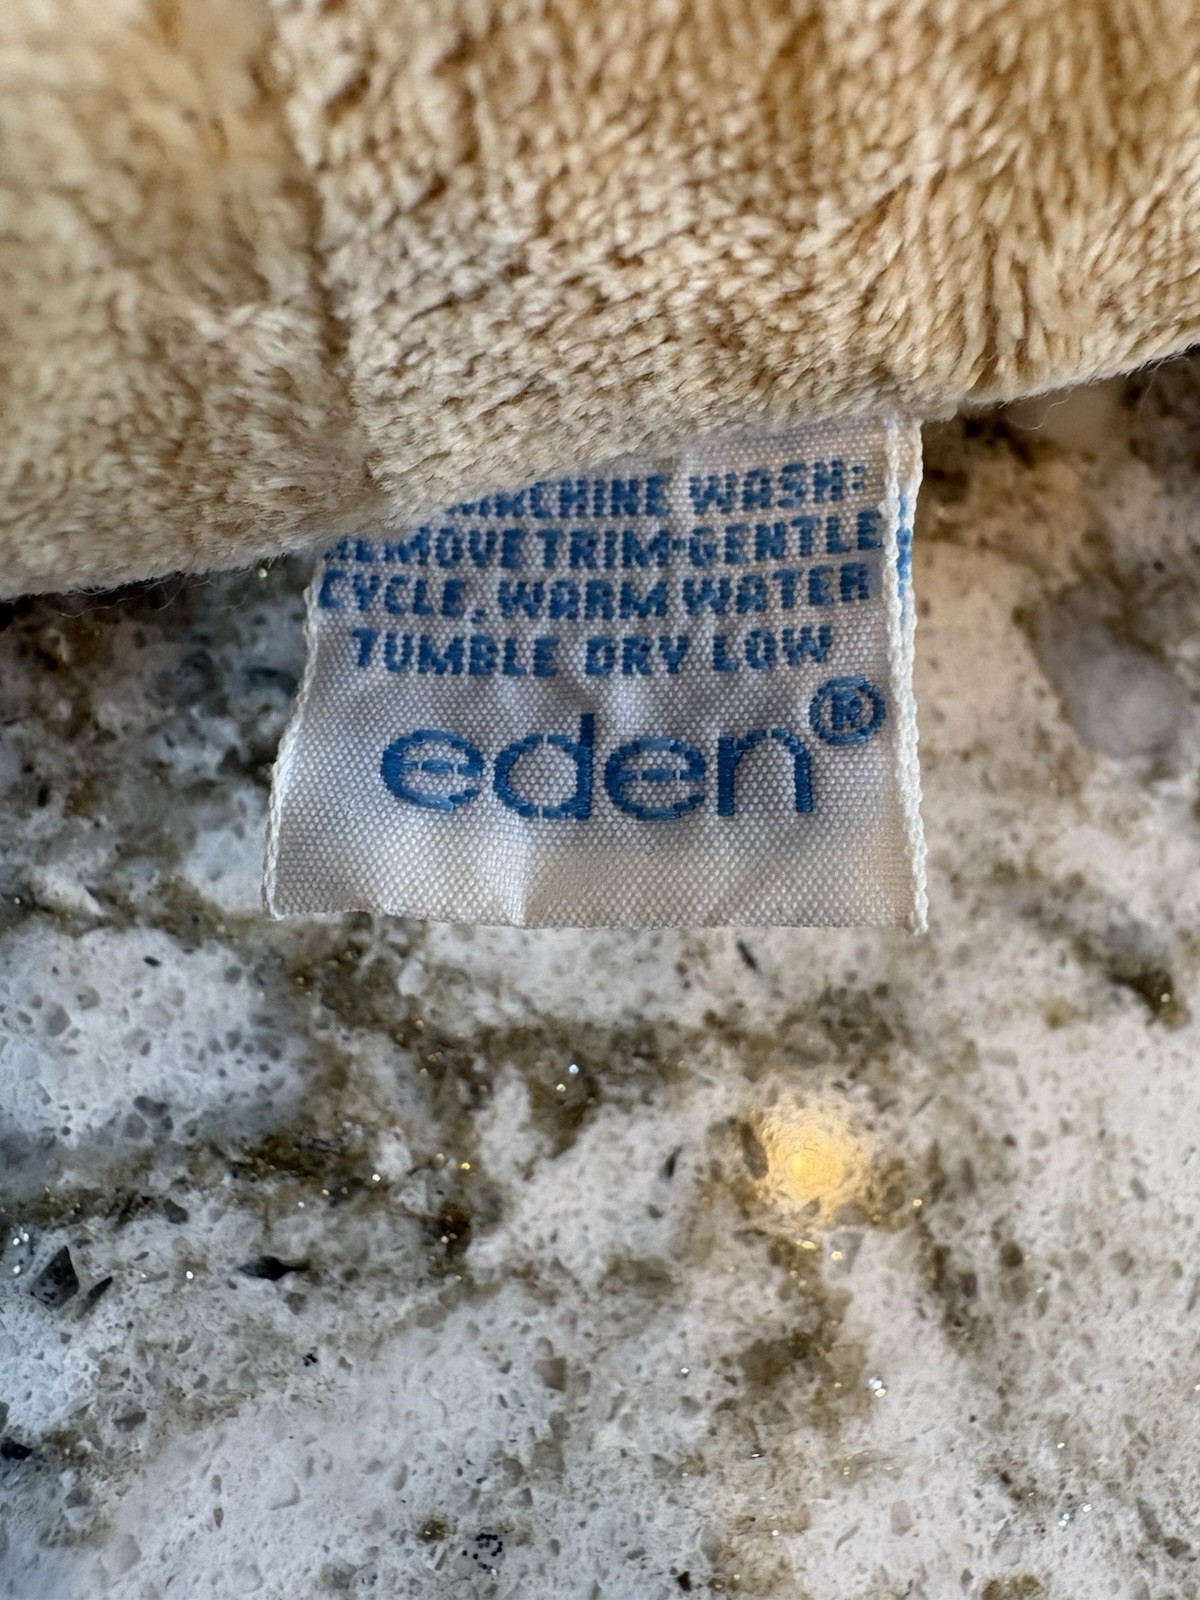 MACHINE WASH:
REMOVE TRIM-GENTLE
CYCLE, WARM WATER
TUMBLE DRY LOW
eden®